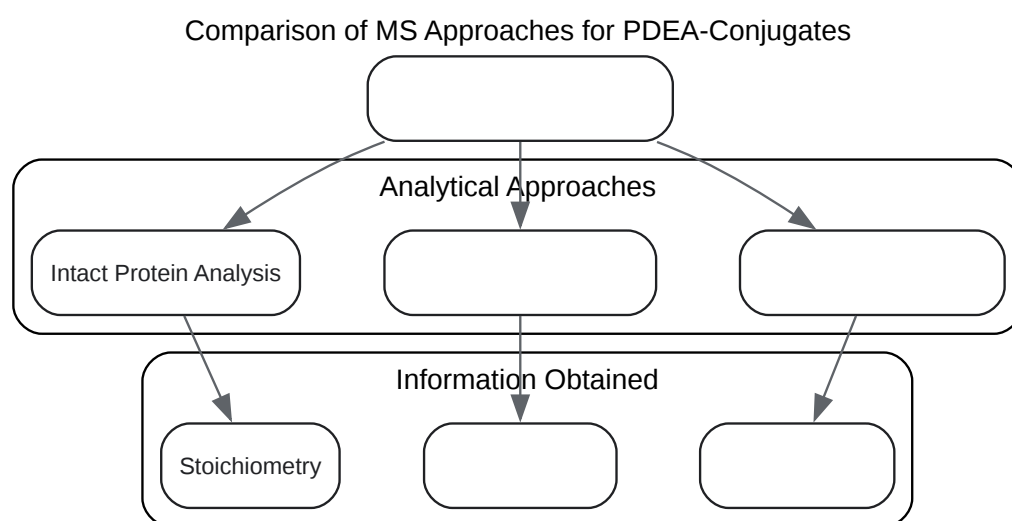 Comparison of MS Approaches for PDEA-Conjugates
Analytical Approaches
Intact Protein Analysis
Information Obtained
Stoichiometry